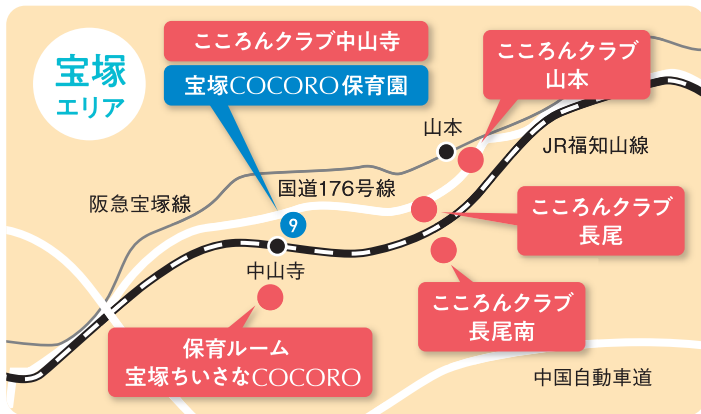 宝塚
エリア
こころんクラブ中山寺
宝塚COCORO保育園
こころんクラブ
山本
山本
JR福知山線
国道176号線
阪急宝塚線
こころんクラブ
長尾
9
中山寺
こころんクラブ
長尾南
保育ルーム
宝塚ちいさなCOCORO
中国自動車道